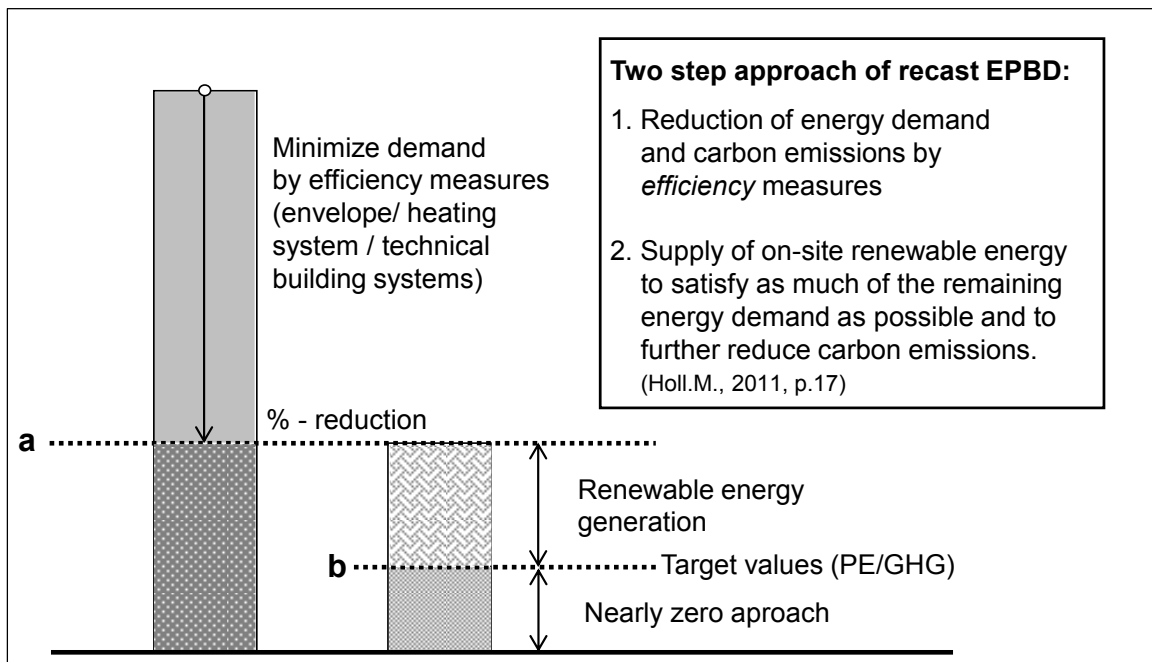 Two step approach of recast EPBD:
1. Reduction of energy demand
and carbon emissions by
efficiency measures
2. Supply of on-site renewable energy
to satisfy as much of the remaining
energy demand as possible and to
further reduce carbon emissions.
(Holl.M., 2011, p.17)
Minimize demand
by efficiency measures
(envelope/ heating
system / technical
building systems)
% - reduction
a
Renewable energy
generation
b
Target values (PE/GHG)
Nearly zero aproach